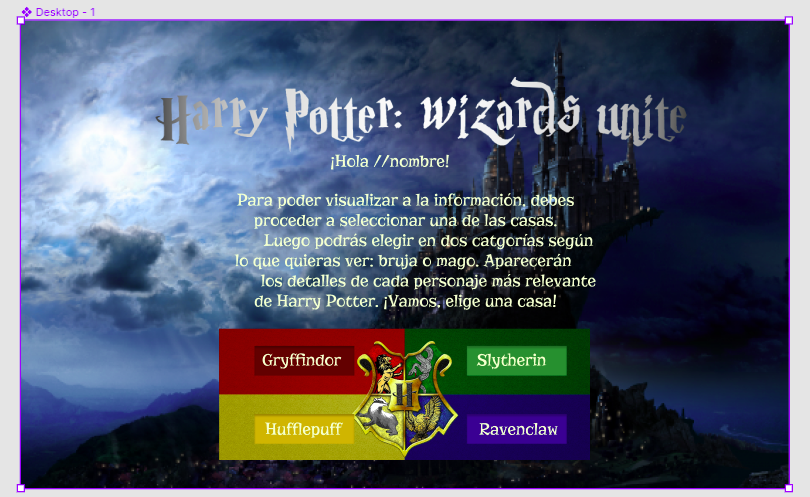 Desktop - 1
Harry Potter: Wizards unite
¡Hola //nombre!
Para poder visualizar a la información, debes
proceder a seleccionar una de las casas.
Luego podrás elegir en dos catgorías según
lo que quieras ver: bruja o mago. Aparecerán
los detalles de cada personaje más relevante
de Harry Potter. ¡Vamos, elige una casa!
Gryffindor
Slytherin
H
Hufflepuff
Ravenclaw